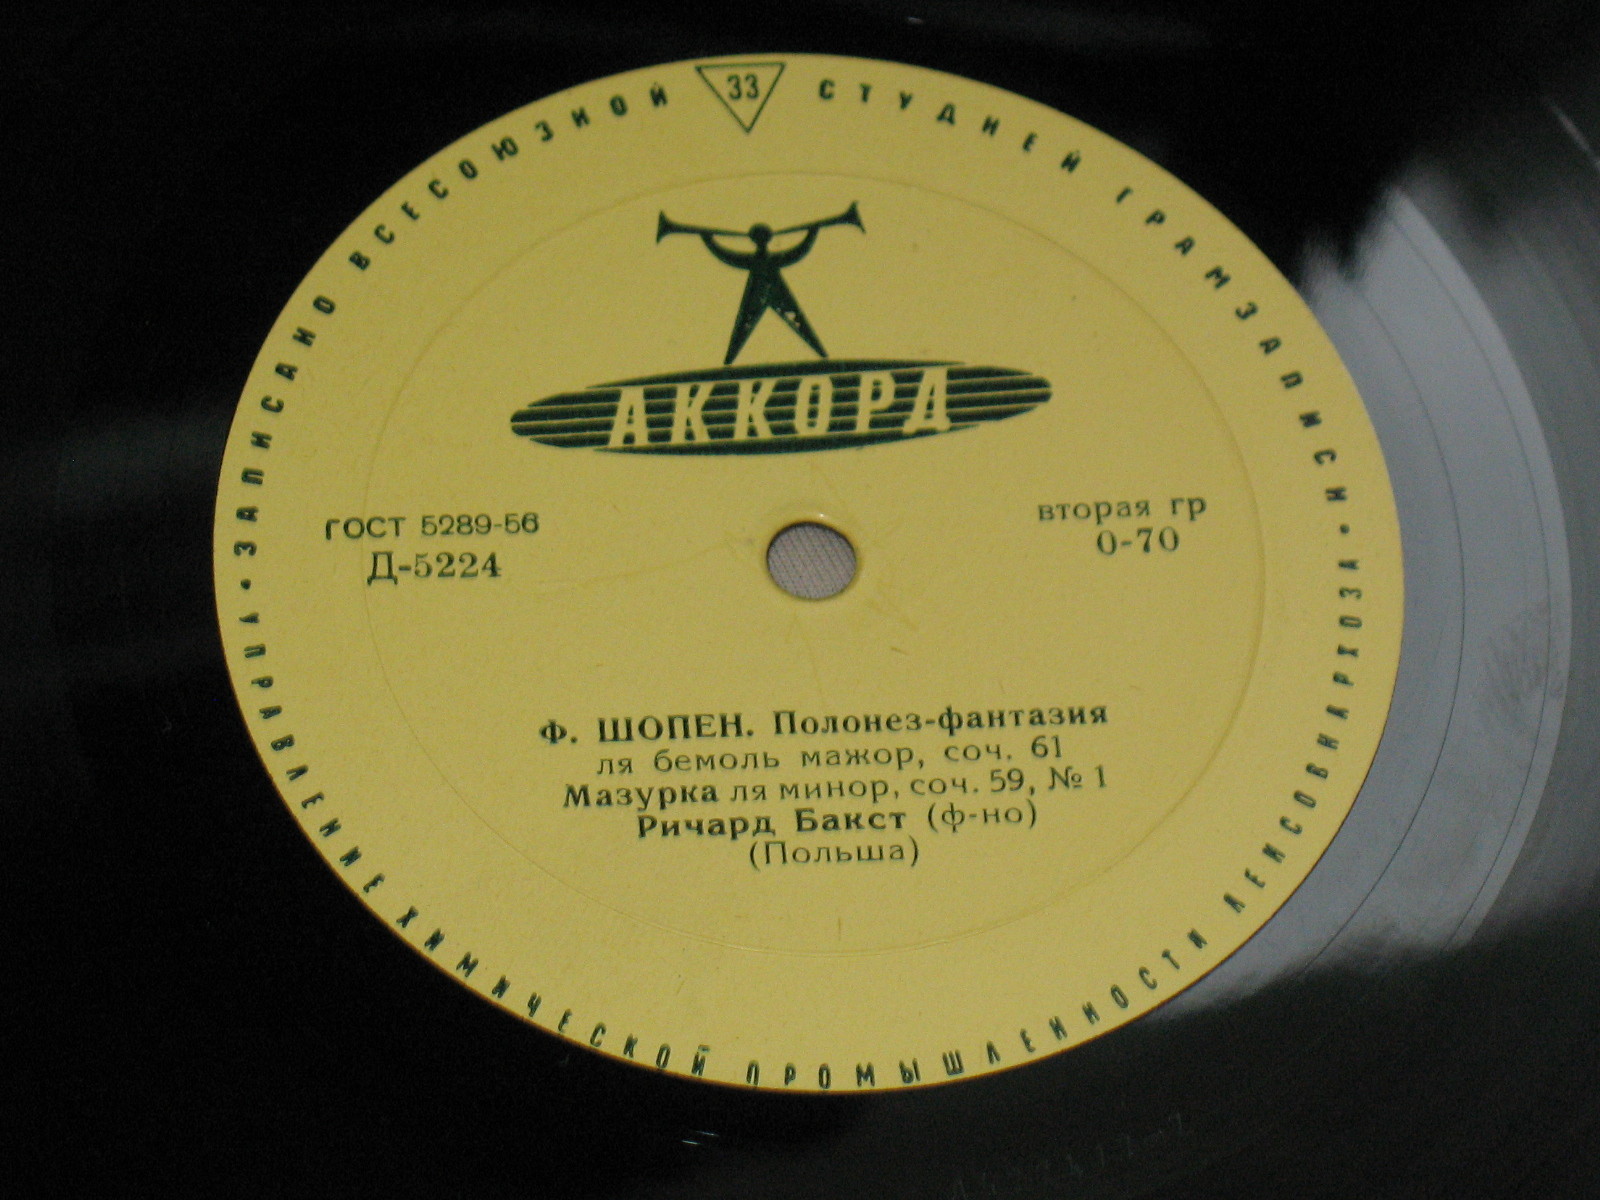 ЗАПИСАНО ВСЕСОЮЗНОЙ СТУДИЕЙ ГРАМЗАПИСИ
33
АККОРД
ГОСТ 5289-56
Д-5224
вторая гр
0-70
Ф. ШОПЕН. Полонез-фантазия
ля бемоль мажор, соч. 61
Мазурка ля минор, соч. 59, № 1
Ричард Бакст (ф-но)
(Польша)
УПРАВЛЕНИЕ ХИМИЧЕСКОЙ ПРОМЫШЛЕННОСТИ ЛЕНСОВНАРХОЗА